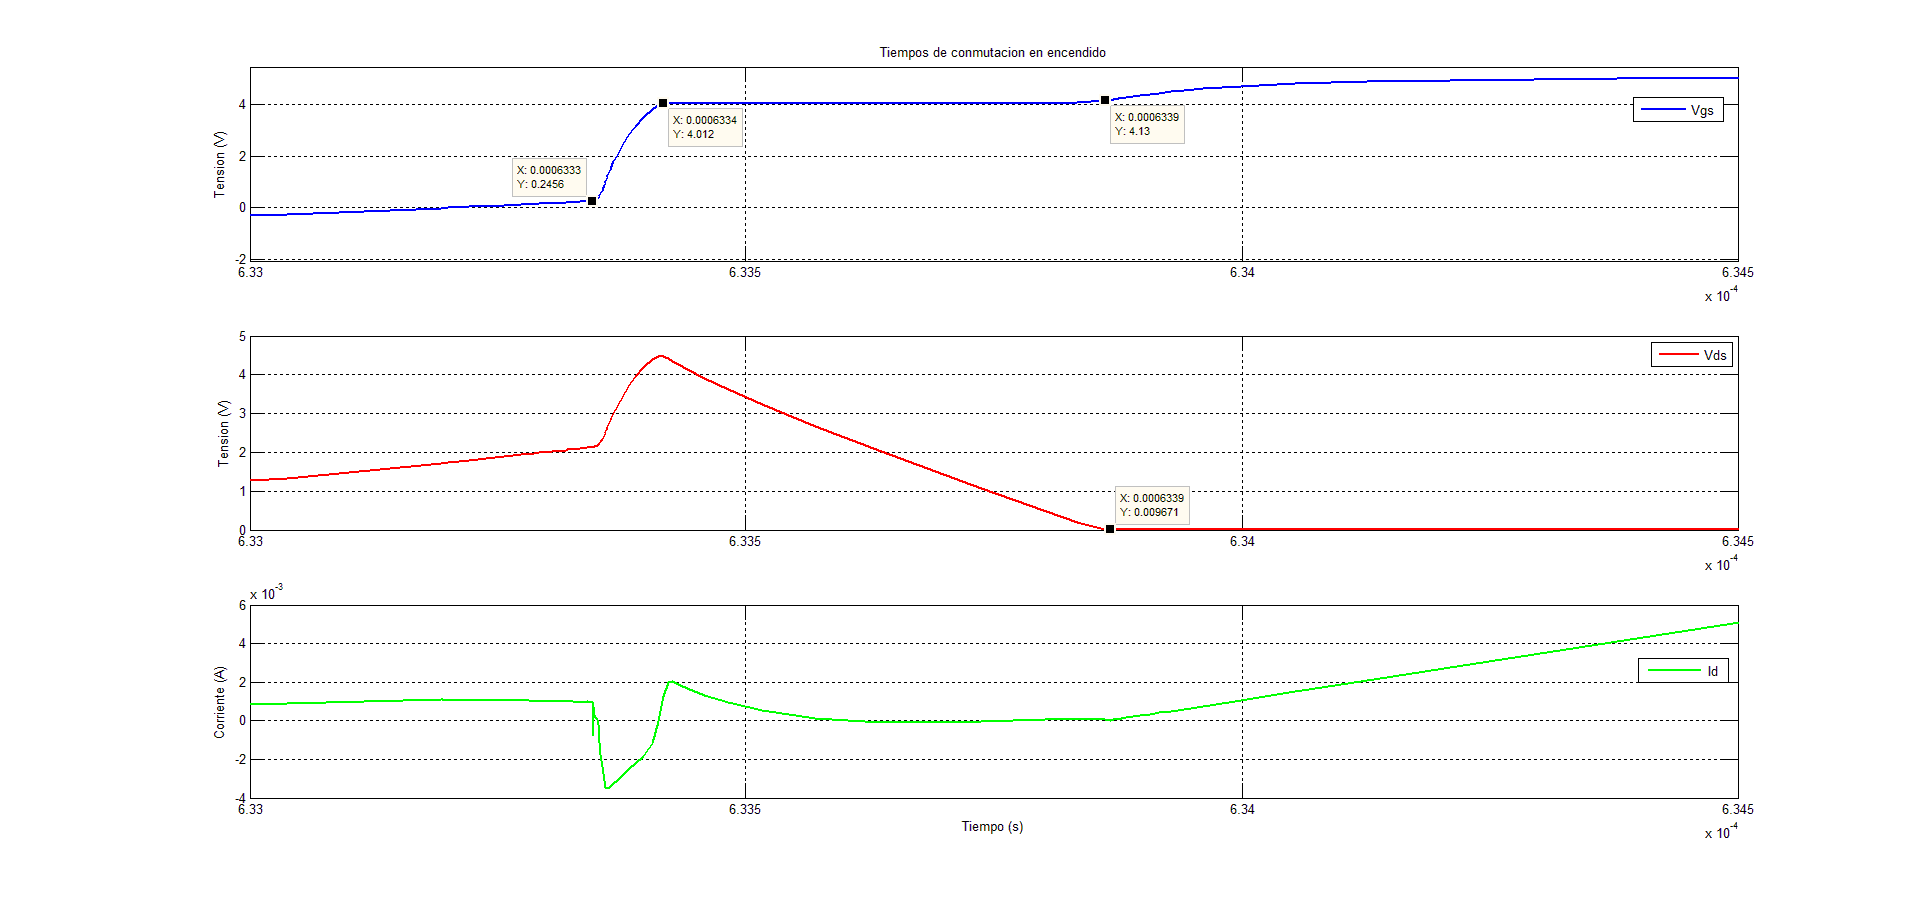 Tiempos de conmutacion en encendido
Tension (V)
4
2
0
-2
X: 0.0006333
Y: 0.2456
X: 0.0006334
Y: 4.012
X: 0.0006339
Y: 4.13
Vgs
6.33
6.335
6.34
6.345
x 10^-4
Tension (V)
5
4
3
2
1
0
Vds
X: 0.0006339
Y: 0.009671
6.33
6.335
6.34
6.345
x 10^-4
x 10^-3
Corriente (A)
6
4
2
0
-2
-4
Id
6.33
6.335
6.34
6.345
Tiempo (s)
x 10^-4